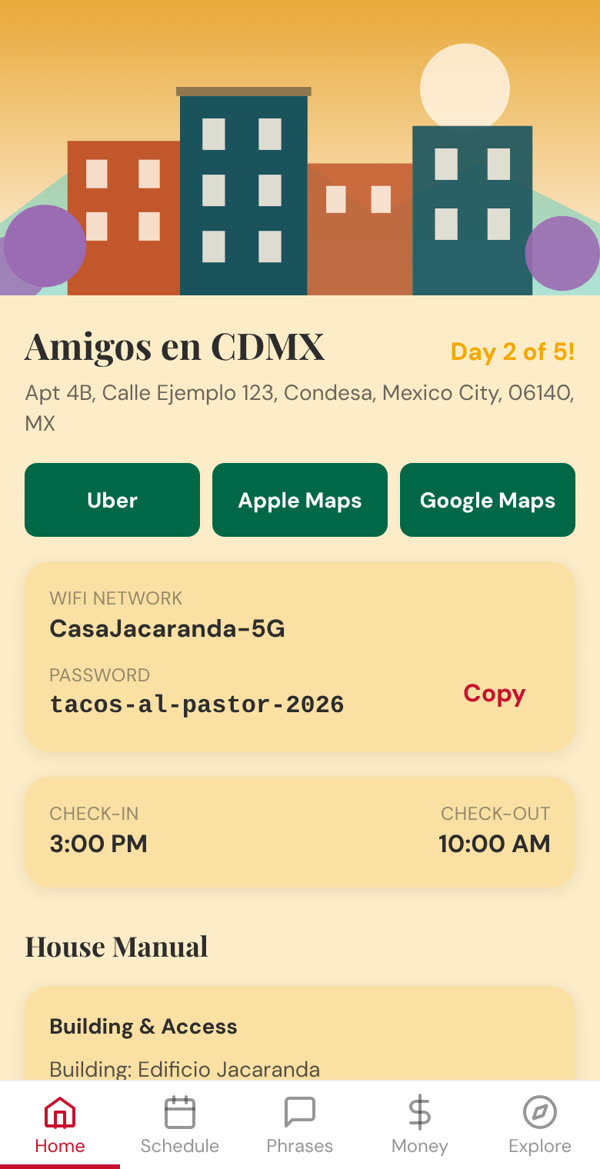 Amigos en CDMX
Day 2 of 5!
Apt 4B, Calle Ejemplo 123, Condesa, Mexico City, 06140,
MX
Uber
Apple Maps
Google Maps
WIFI NETWORK
CasaJacaranda-5G
PASSWORD
tacos-al-pastor-2026
Copy
CHECK-IN
CHECK-OUT
3:00 PM
10:00 AM
House Manual
Building & Access
Building: Edificio Jacaranda
Home
Schedule
Phrases
Money
Explore